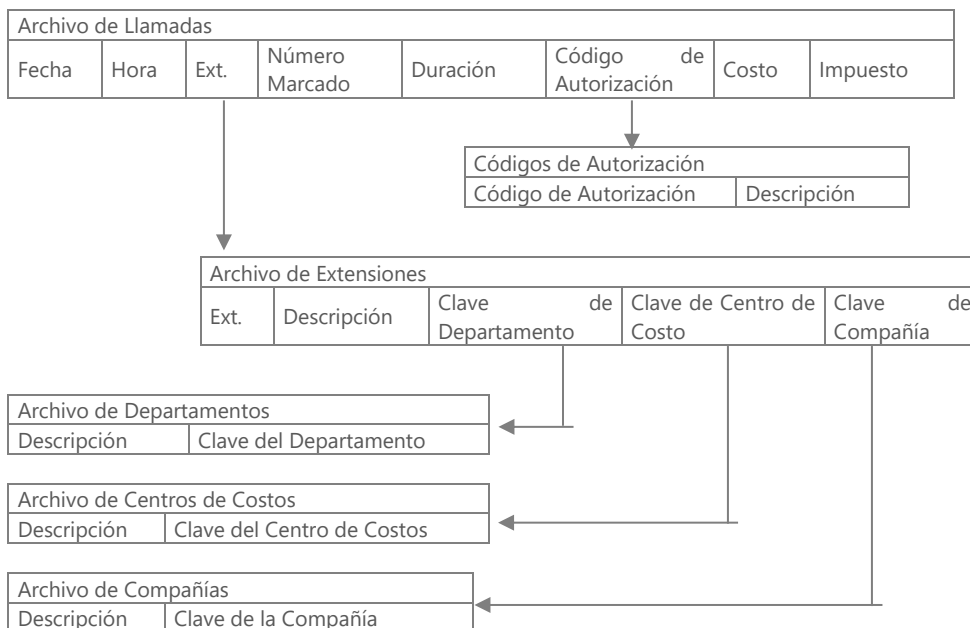 Archivo de Llamadas
Fecha Hora Ext. Número Marcado Duración Código de Autorización Costo Impuesto
Códigos de Autorización
Código de Autorización Descripción
Archivo de Extensiones
Ext. Descripción Clave de Departamento Clave de Centro de Costo Clave de Compañía
Archivo de Departamentos
Descripción Clave del Departamento
Archivo de Centros de Costos
Descripción Clave del Centro de Costos
Archivo de Compañías
Descripción Clave de la Compañía